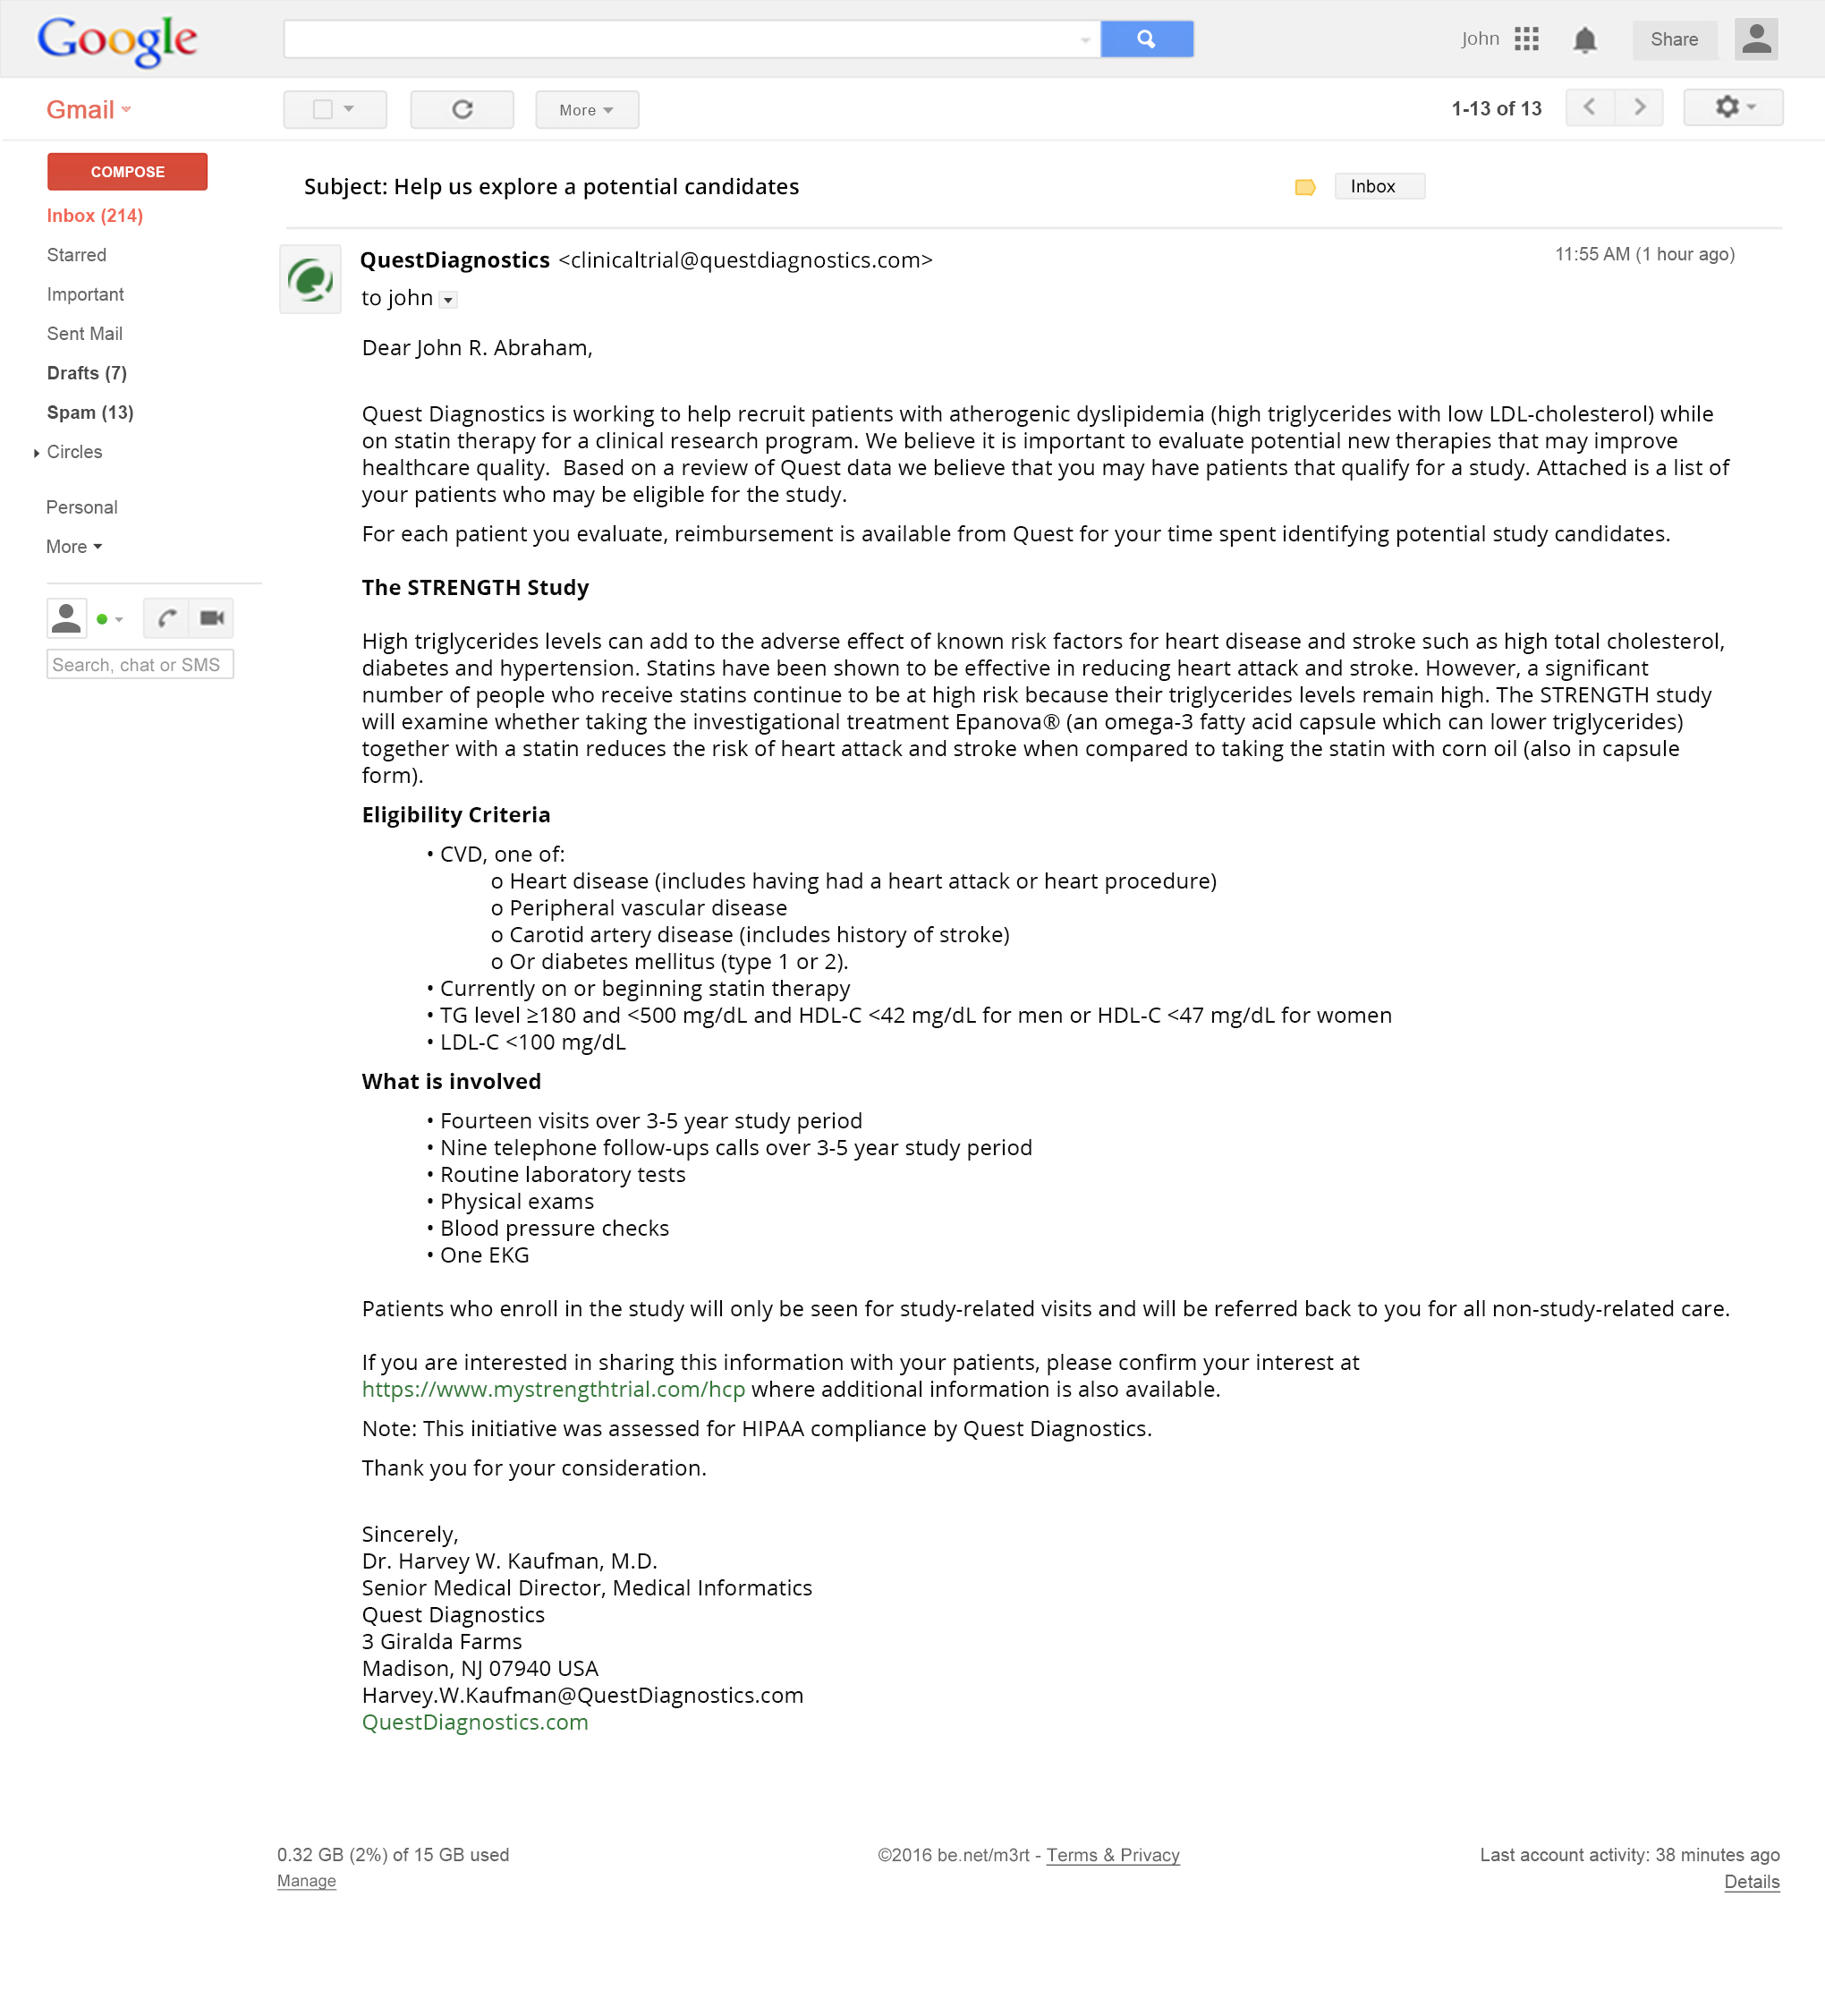 Google
John
Share
Gmail
More
1-13 of 13
COMPOSE
Inbox (214)
Starred
Important
Sent Mail
Drafts (7)
Spam (13)
Circles
Personal
More
Search, chat or SMS
Subject: Help us explore a potential candidates
Inbox
QuestDiagnostics <clinicaltrial@questdiagnostics.com>
11:55 AM (1 hour ago)
to john
Dear John R. Abraham,
Quest Diagnostics is working to help recruit patients with atherogenic dyslipidemia (high triglycerides with low LDL-cholesterol) while
on statin therapy for a clinical research program. We believe it is important to evaluate potential new therapies that may improve
healthcare quality.  Based on a review of Quest data we believe that you may have patients that qualify for a study. Attached is a list of
your patients who may be eligible for the study.
For each patient you evaluate, reimbursement is available from Quest for your time spent identifying potential study candidates.
The STRENGTH Study
High triglycerides levels can add to the adverse effect of known risk factors for heart disease and stroke such as high total cholesterol,
diabetes and hypertension. Statins have been shown to be effective in reducing heart attack and stroke. However, a significant
number of people who receive statins continue to be at high risk because their triglycerides levels remain high. The STRENGTH study
will examine whether taking the investigational treatment Epanova® (an omega-3 fatty acid capsule which can lower triglycerides)
together with a statin reduces the risk of heart attack and stroke when compared to taking the statin with corn oil (also in capsule
form).
Eligibility Criteria
• CVD, one of:
o Heart disease (includes having had a heart attack or heart procedure)
o Peripheral vascular disease
o Carotid artery disease (includes history of stroke)
o Or diabetes mellitus (type 1 or 2).
• Currently on or beginning statin therapy
• TG level ≥180 and <500 mg/dL and HDL-C <42 mg/dL for men or HDL-C <47 mg/dL for women
• LDL-C <100 mg/dL
What is involved
• Fourteen visits over 3-5 year study period
• Nine telephone follow-ups calls over 3-5 year study period
• Routine laboratory tests
• Physical exams
• Blood pressure checks
• One EKG
Patients who enroll in the study will only be seen for study-related visits and will be referred back to you for all non-study-related care.
If you are interested in sharing this information with your patients, please confirm your interest at
https://www.mystrengthtrial.com/hcp where additional information is also available.
Note: This initiative was assessed for HIPAA compliance by Quest Diagnostics.
Thank you for your consideration.
Sincerely,
Dr. Harvey W. Kaufman, M.D.
Senior Medical Director, Medical Informatics
Quest Diagnostics
3 Giralda Farms
Madison, NJ 07940 USA
Harvey.W.Kaufman@QuestDiagnostics.com
QuestDiagnostics.com
0.32 GB (2%) of 15 GB used
Manage
©2016 be.net/m3rt - Terms & Privacy
Last account activity: 38 minutes ago
Details